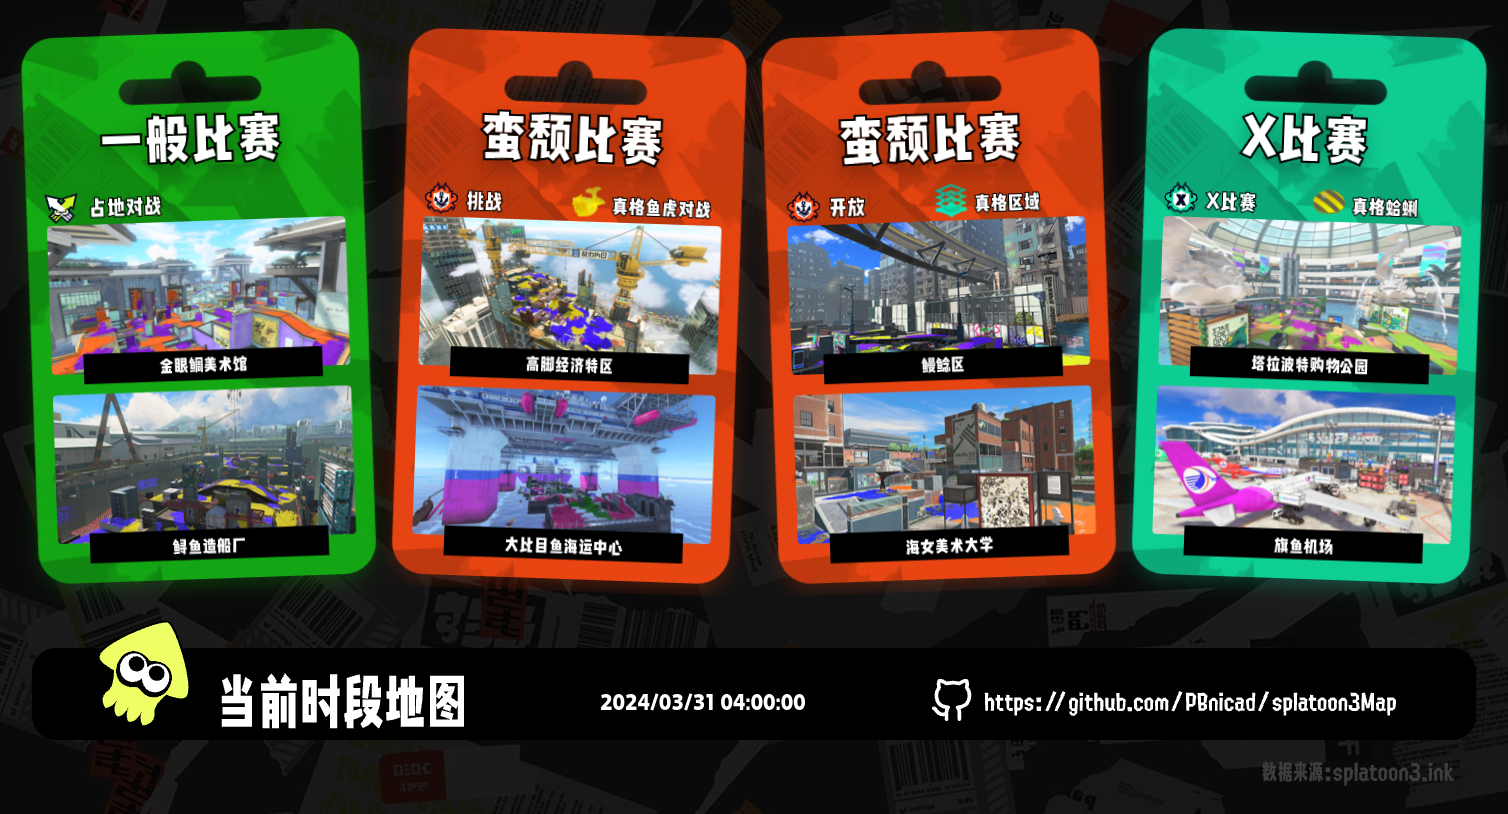 一般比赛
占地对战
金眼鲷美术馆
鲟鱼造船厂
蛮颓比赛
挑战
真格鱼虎对战
高脚经济特区
大比目鱼海运中心
蛮颓比赛
开放
真格区域
鳗鲶区
海女美术大学
X比赛
X比赛
真格蛤蜊
塔拉波特购物公园
旗鱼机场
当前时段地图
2024/03/31 04:00:00
https://github.com/PBnicad/splatoon3Map
数据来源:splatoon3.ink